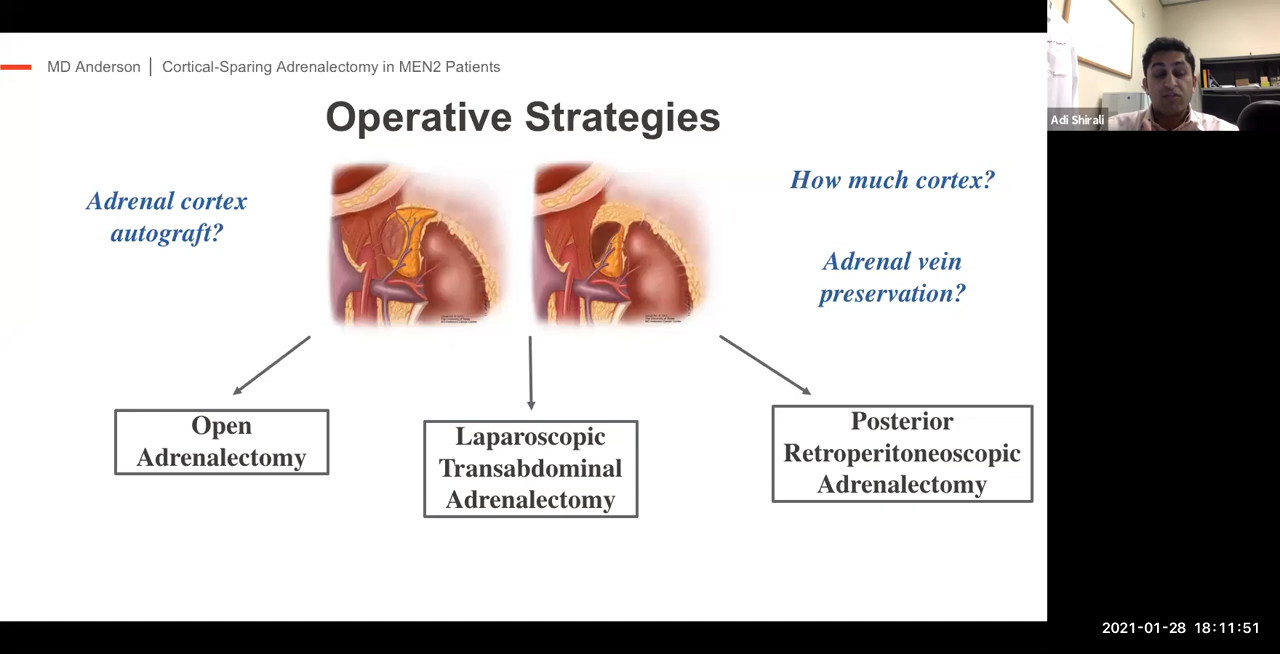 MD Anderson | Cortical-Sparing Adrenalectomy in MEN2 Patients
Adi Shirali
Operative Strategies
Adrenal cortex
autograft?
How much cortex?
Adrenal vein
preservation?
Open
Adrenalectomy
Laparoscopic
Transabdominal
Adrenalectomy
Posterior
Retroperitoneoscopic
Adrenalectomy
2021-01-28 18:11:51